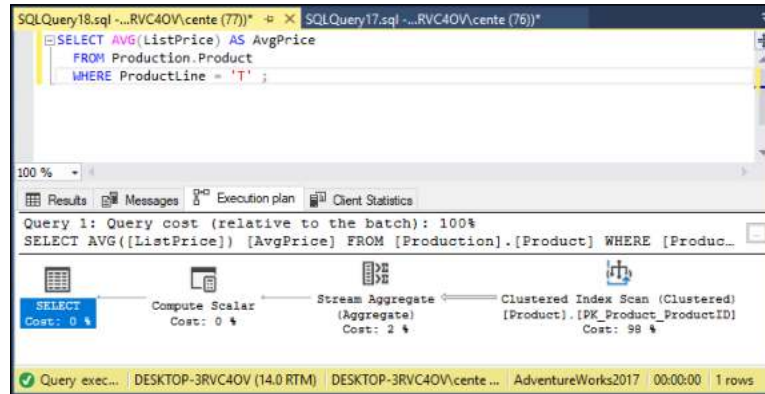 SQLQuery18.sql -...RVC4OV\cente (77))* SQLQuery17.sql -...RVC4OV\cente (76))*
SELECT AVG(ListPrice) AS AvgPrice
FROM Production.Product
WHERE ProductLine = 'T' ;
100 %
Results Messages Execution plan Client Statistics
Query 1: Query cost (relative to the batch): 100%
SELECT AVG([ListPrice]) [AvgPrice] FROM [Production].[Product] WHERE [Produc…
SELECT
Cost: 0 %
Compute Scalar
Cost: 0 %
Stream Aggregate
(Aggregate)
Cost: 2 %
Clustered Index Scan (Clustered)
[Product].[PK_Product_ProductID]
Cost: 98 %
Query exec... DESKTOP-3RVC4OV (14.0 RTM) DESKTOP-3RVC4OV\cente ... AdventureWorks2017 00:00:00 1 rows